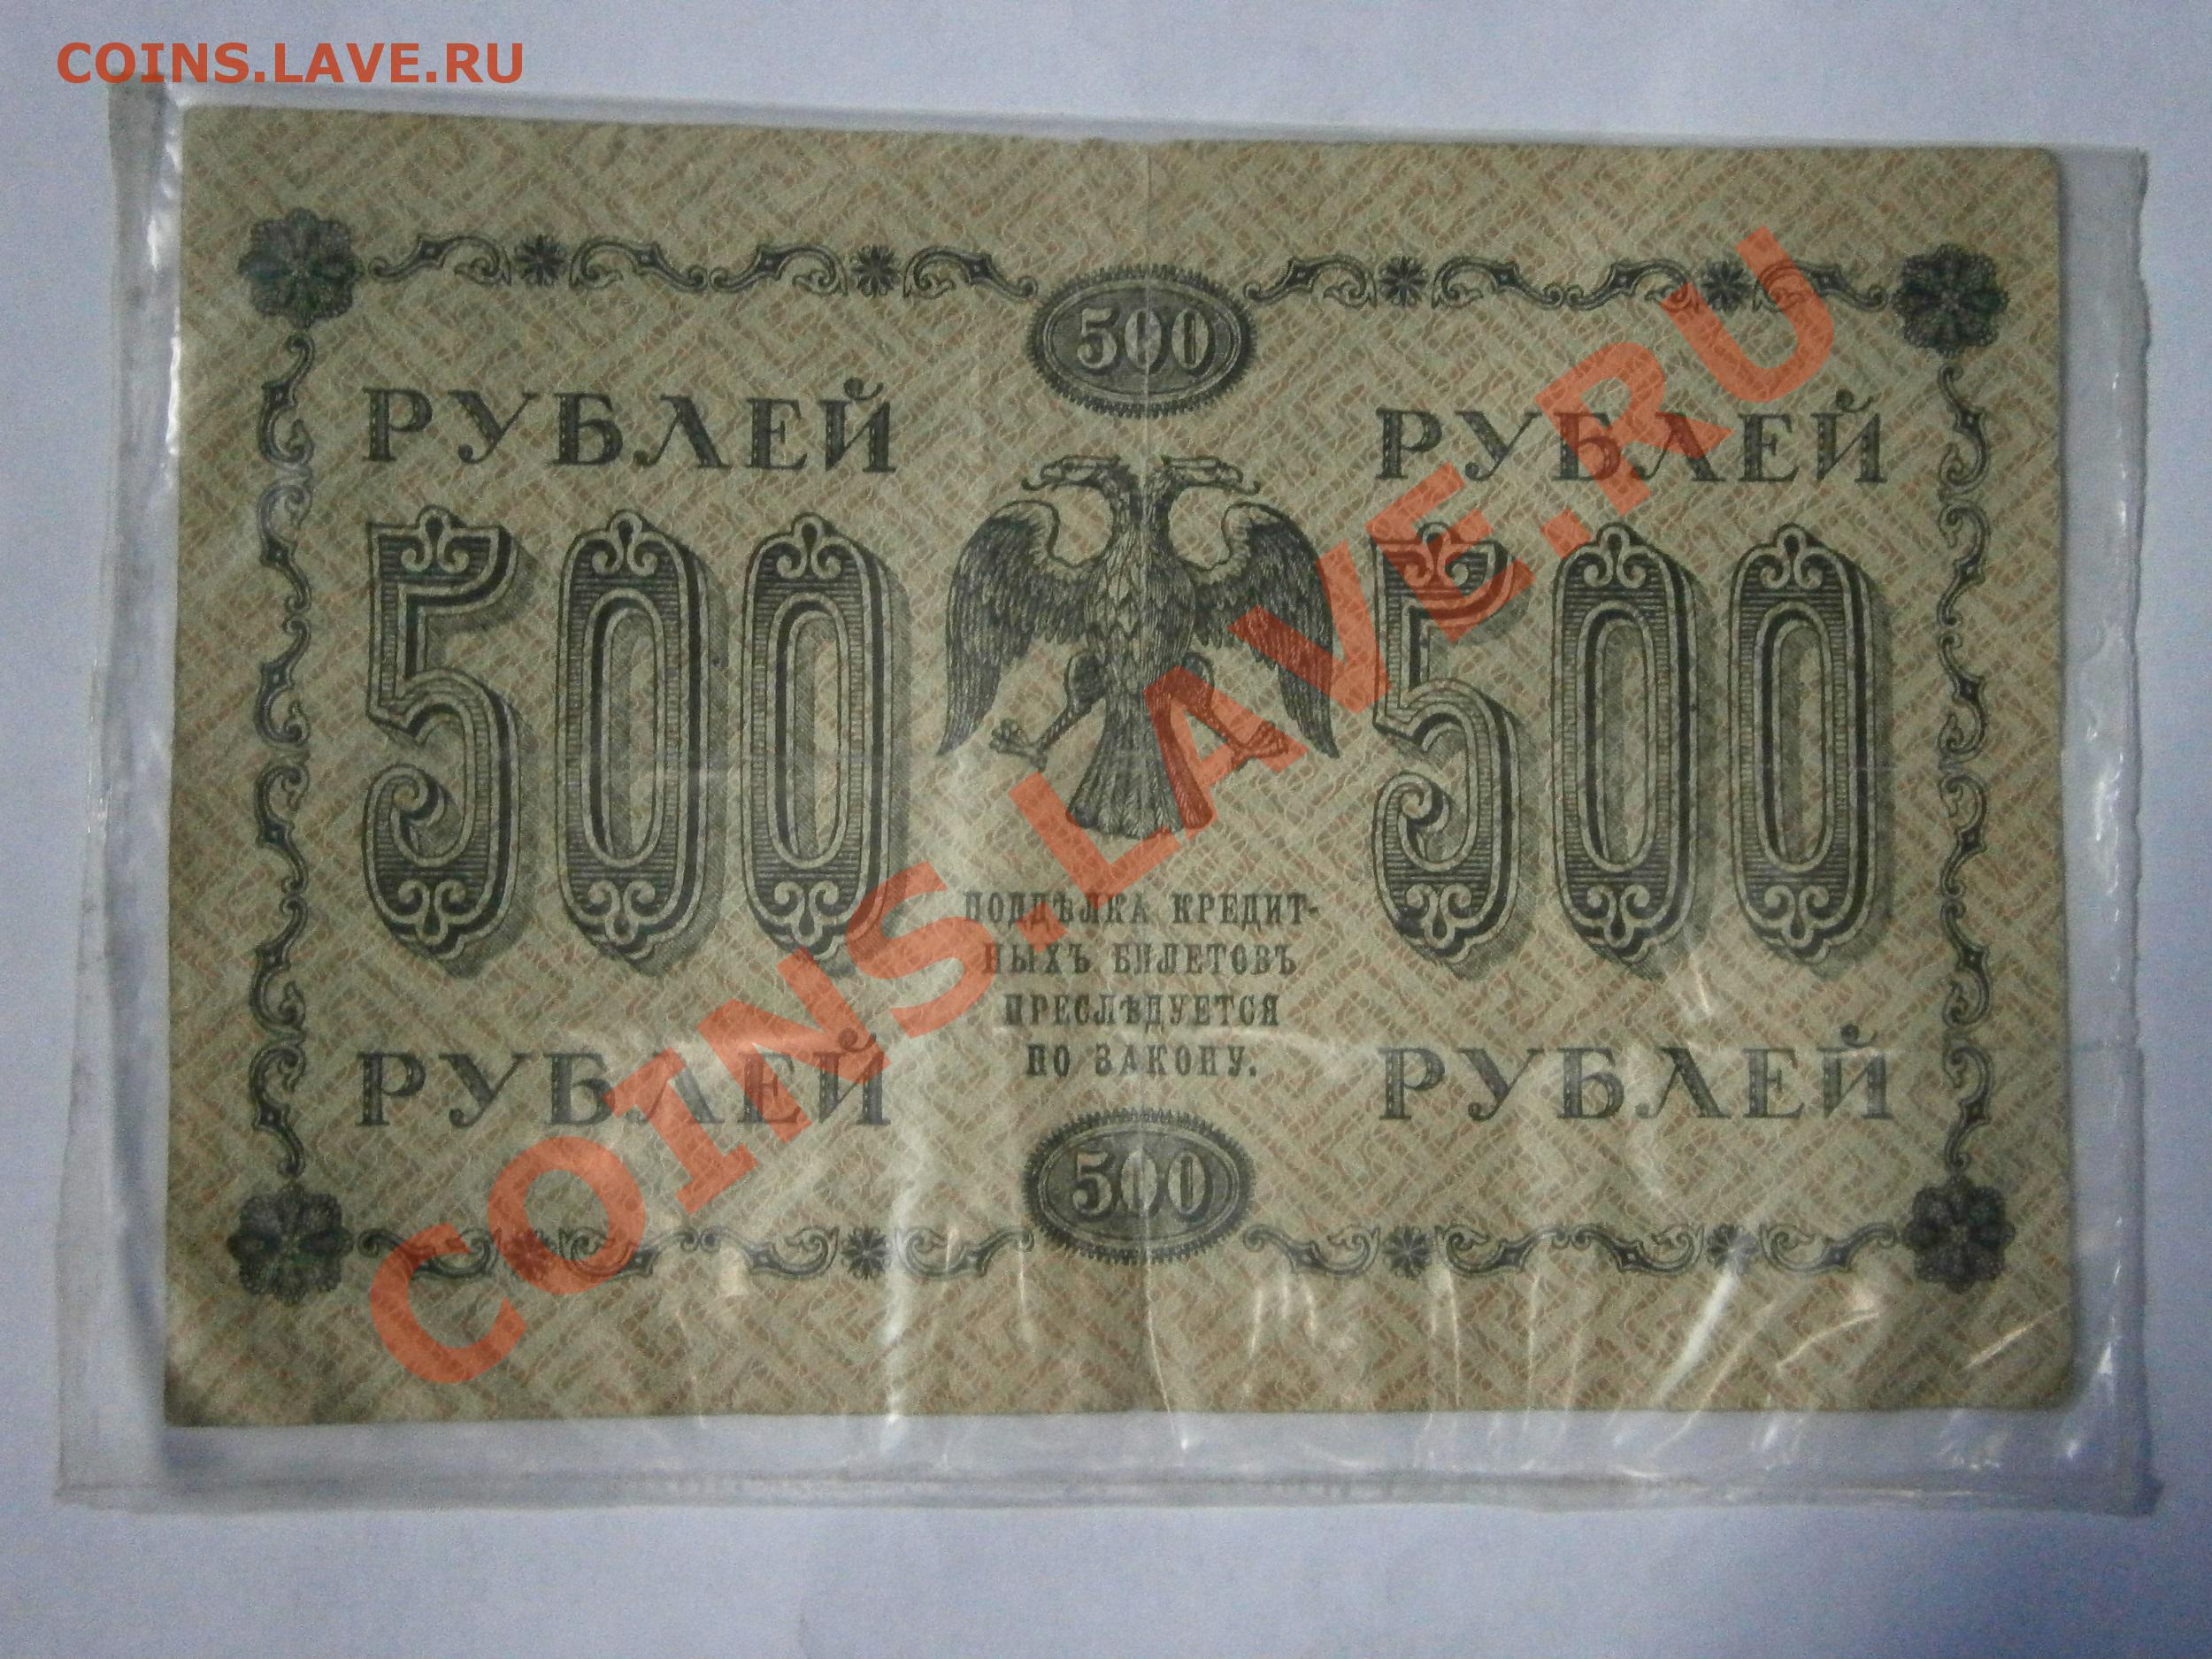 COINS.LAVE.RU
500
РУБЛЕЙ РУБЛЕЙ
500 500
ПОДДѢЛКА КРЕДИТ-
НЫХЪ БИЛЕТОВЪ
ПРЕСЛѢДУЕТСЯ
ПО ЗАКОНУ.
РУБЛЕЙ РУБЛЕЙ
500
COINS.LAVE.RU